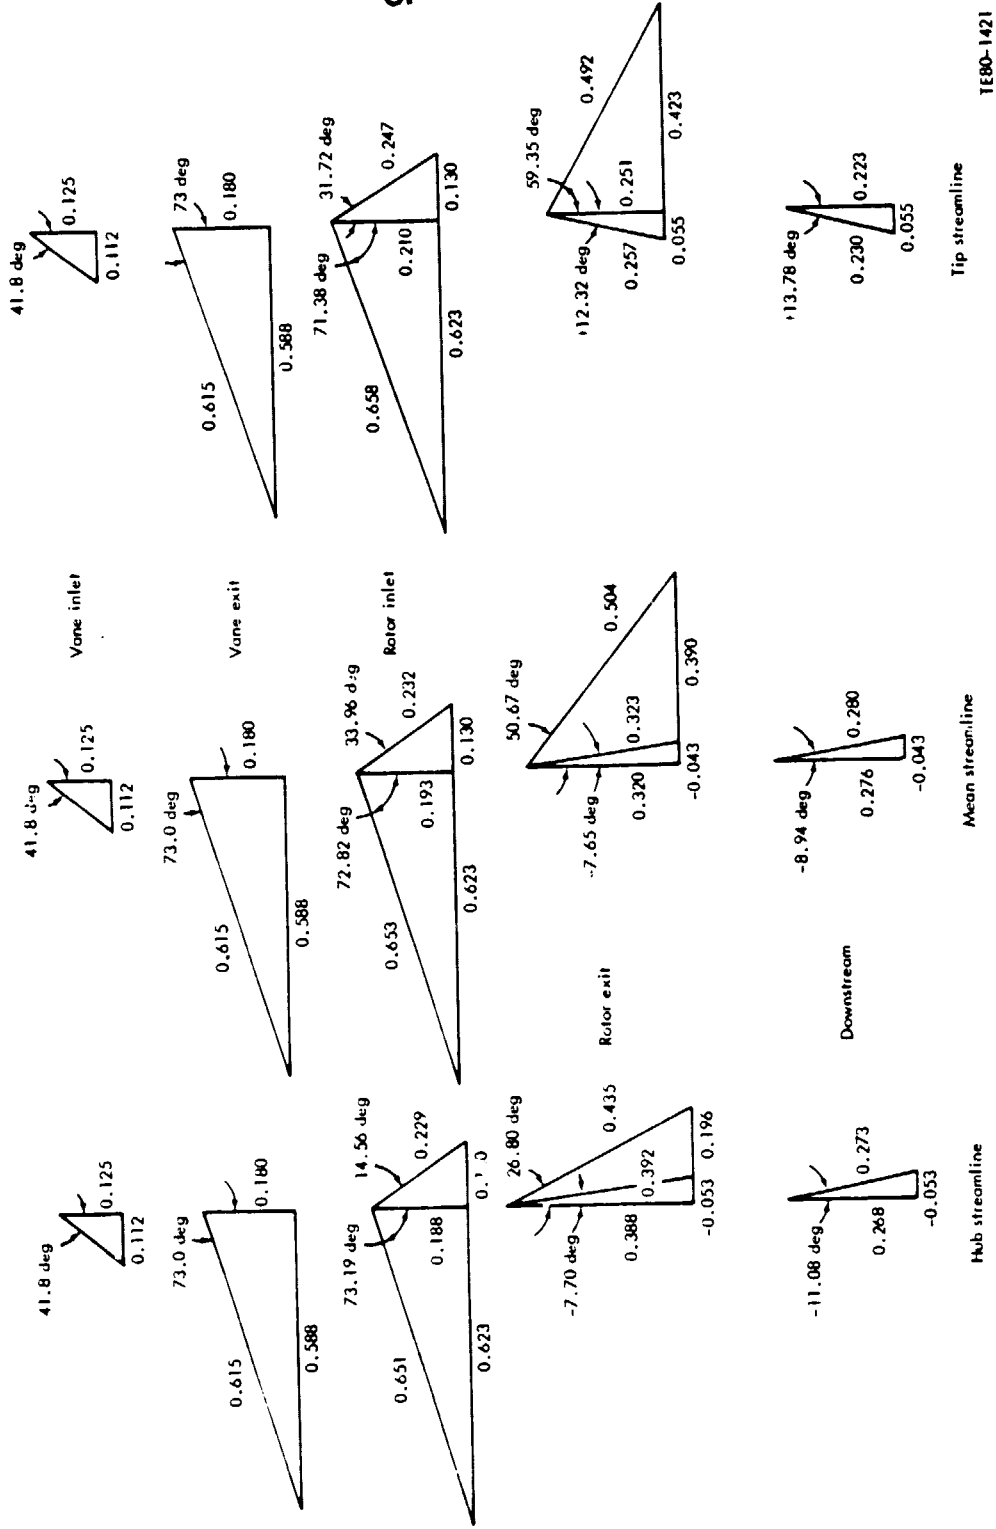 41.8 deg
0.125
0.112
Vane inlet
41.8 deg
0.125
0.112
41.8 deg
0.125
0.112
73.0 deg
0.180
0.615
0.588
Vane exit
73.0 deg
0.180
0.615
0.588
73 deg
0.180
0.615
0.588
73.19 deg
14.56 deg
0.229
0.188
0.651
0.623
Rotor inlet
72.82 deg
33.96 deg
0.232
0.193
0.653
0.623
0.130
71.38 deg
31.72 deg
0.247
0.210
0.658
0.623
0.130
26.80 deg
0.435
-7.70 deg
0.392
0.388
-0.053
0.196
Rotor exit
50.67 deg
0.504
-7.65 deg
0.323
0.320
-0.043
0.390
59.35 deg
0.492
+12.32 deg
0.251
0.257
0.055
0.423
-11.08 deg
0.273
0.268
-0.053
Downstream
-8.94 deg
0.280
0.276
-0.043
+13.78 deg
0.223
0.230
0.055
Hub streamline
Mean streamline
Tip streamline
TE80-1421